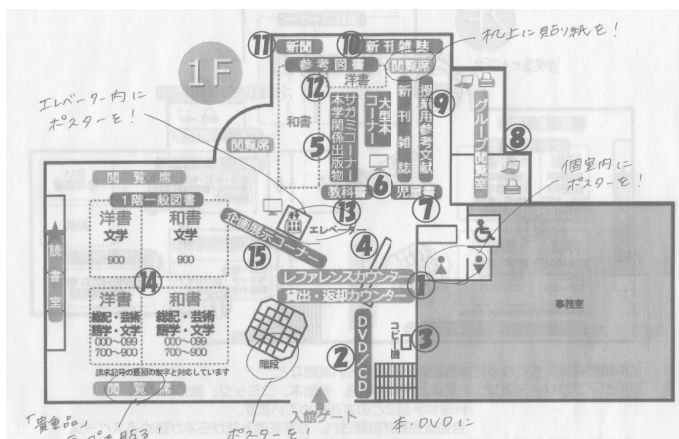 机上に貼り紙を！
⑪ 新聞
⑩ 新刊雑誌
1F
参考図書
閲覧席
⑫
洋書
エレベーター内に
ポスターを！
和書
⑤
本学関係出版物
サガミコーナー
大型本
コーナー
新刊雑誌
授業用参考文献
⑨
グループ閲覧室
⑧
閲覧席
⑥
個室内に
ポスターを！
教科書
児童書
⑦
閲覧席
1階一般図書
洋書
文学
900
和書
文学
900
読書室
⑬
エレベーター
企画展示コーナー
⑮
④
レファレンスカウンター
①
貸出・返却カウンター
事務室
⑭
洋書
総記・芸術
語学・文学
000～099
700～900
和書
総記・芸術
語学・文学
000～099
700～900
請求記号の最初の数字と対応しています
閲覧席
階段
②
DVD/CD
コピー機
③
入館ゲート
「貴重品」
ポスターを！
本・DVDに